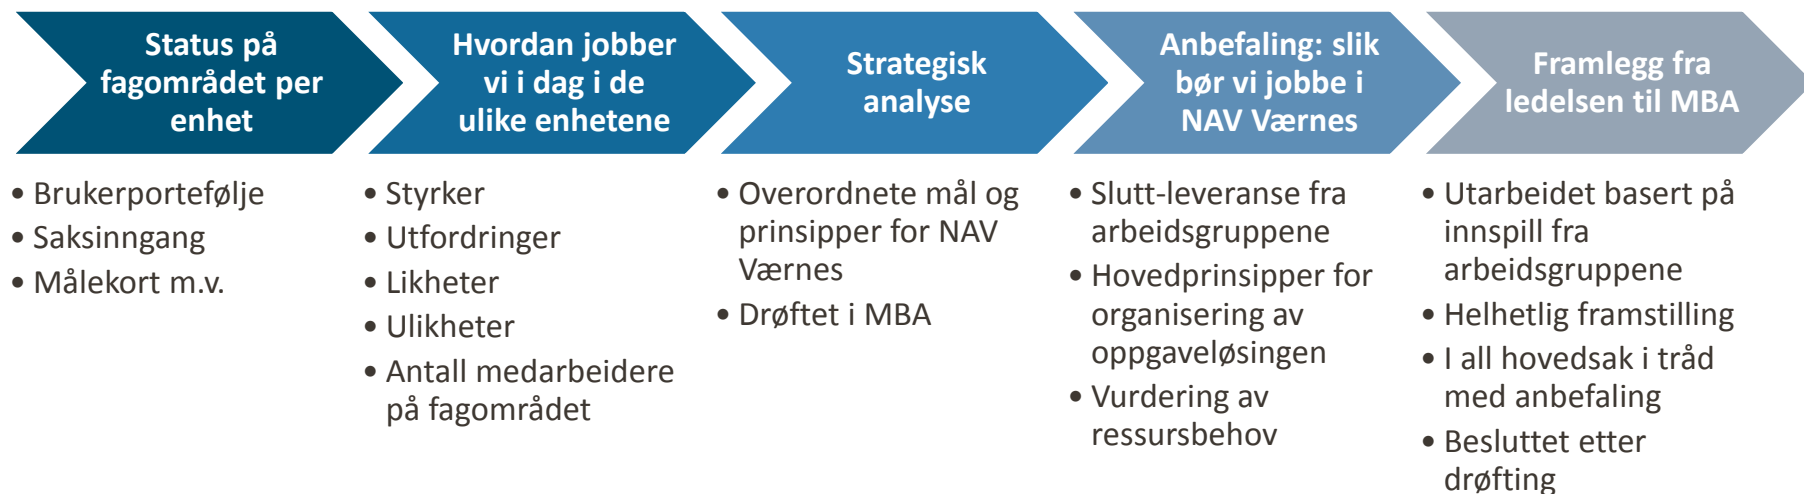 Status på
fagområdet per
enhet
• Brukerportefølje
• Saksinngang
• Målekort m.v.
Hvordan jobber
vi i dag i de
ulike enhetene
• Styrker
• Utfordringer
• Likheter
• Ulikheter
• Antall medarbeidere
på fagområdet
Strategisk
analyse
• Overordnete mål og
prinsipper for NAV
Værnes
• Drøftet i MBA
Anbefaling: slik
bør vi jobbe i
NAV Værnes
• Slutt-leveranse fra
arbeidsgruppene
• Hovedprinsipper for
organisering av
oppgaveløsingen
• Vurdering av
ressursbehov
Framlegg fra
ledelsen til MBA
• Utarbeidet basert på
innspill fra
arbeidsgruppene
• Helhetlig framstilling
• I all hovedsak i tråd
med anbefaling
• Besluttet etter
drøfting